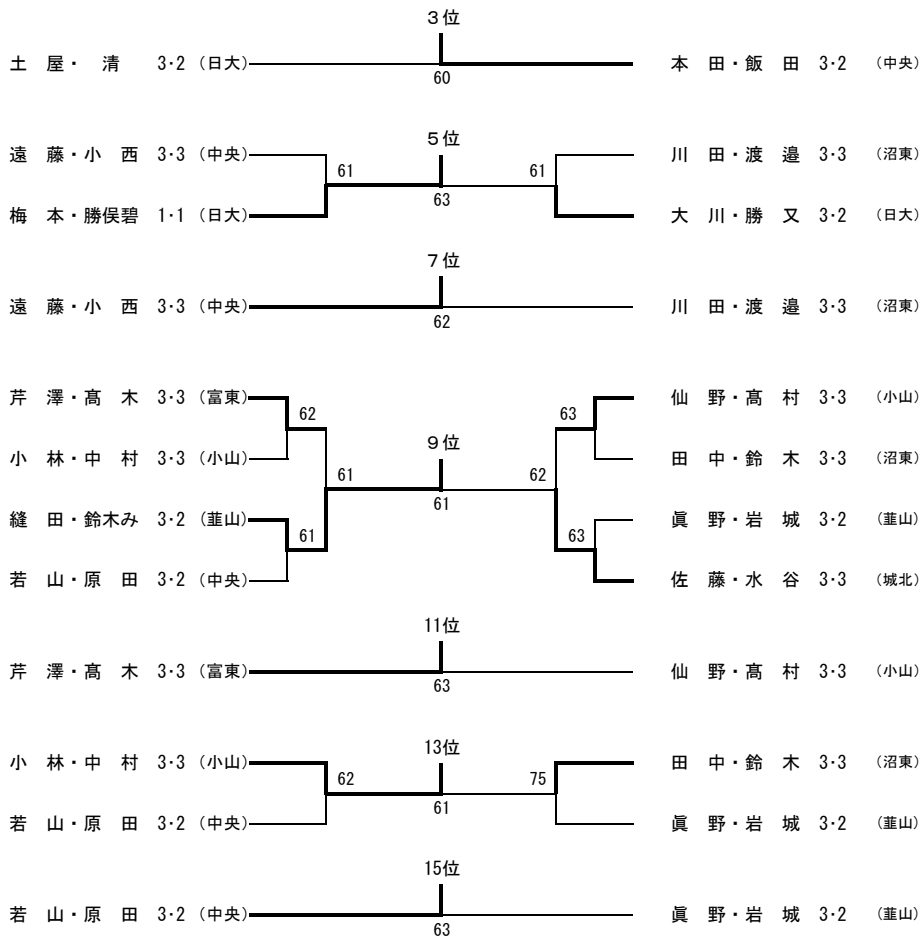 ３位
土　屋・　清　3･2（日大）　本　田・飯　田　3･2（中央）
60
５位
遠　藤・小　西　3･3（中央）　川　田・渡　邉　3･3（沼東）
61　61
63
梅　本・勝俣碧　1･1（日大）　大　川・勝　又　3･2（日大）
７位
遠　藤・小　西　3･3（中央）　川　田・渡　邉　3･3（沼東）
62
芹　澤・髙　木　3･3（富東）　仙　野・髙　村　3･3（小山）
62　63
９位
小　林・中　村　3･3（小山）　田　中・鈴　木　3･3（沼東）
61　62
61
縫　田・鈴木み　3･2（韮山）　眞　野・岩　城　3･2（韮山）
61　63
若　山・原　田　3･2（中央）　佐　藤・水　谷　3･3（城北）
11位
芹　澤・髙　木　3･3（富東）　仙　野・髙　村　3･3（小山）
63
13位
小　林・中　村　3･3（小山）　田　中・鈴　木　3･3（沼東）
62　75
61
若　山・原　田　3･2（中央）　眞　野・岩　城　3･2（韮山）
15位
若　山・原　田　3･2（中央）　眞　野・岩　城　3･2（韮山）
63